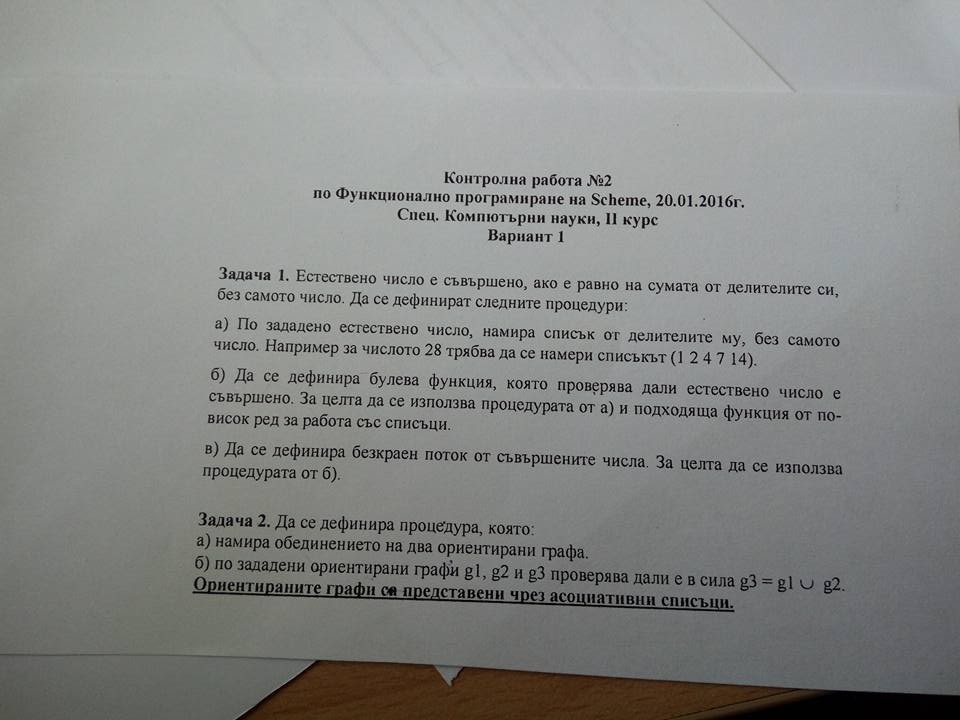 Контролна работа №2
по Функционално програмиране на Scheme, 20.01.2016г.
Спец. Компютърни науки, II курс
Вариант 1
Задача 1. Естествено число е съвършено, ако е равно на сумата от делителите си,
без самото число. Да се дефинират следните процедури:
а) По зададено естествено число, намира списък от делителите му, без самото
число. Например за числото 28 трябва да се намери списъкът (1 2 4 7 14).
б) Да се дефинира булева функция, която проверява дали естествено число е
съвършено. За целта да се използва процедурата от а) и подходяща функция от по-
висок ред за работа със списъци.
в) Да се дефинира безкраен поток от съвършените числа. За целта да се използва
процедурата от б).
Задача 2. Да се дефинира процедура, която:
а) намира обединението на два ориентирани графа.
б) по зададени ориентирани графи g1, g2 и g3 проверява дали е в сила g3 = g1 ∪ g2.
Ориентираните графи са представени чрез асоциативни списъци.